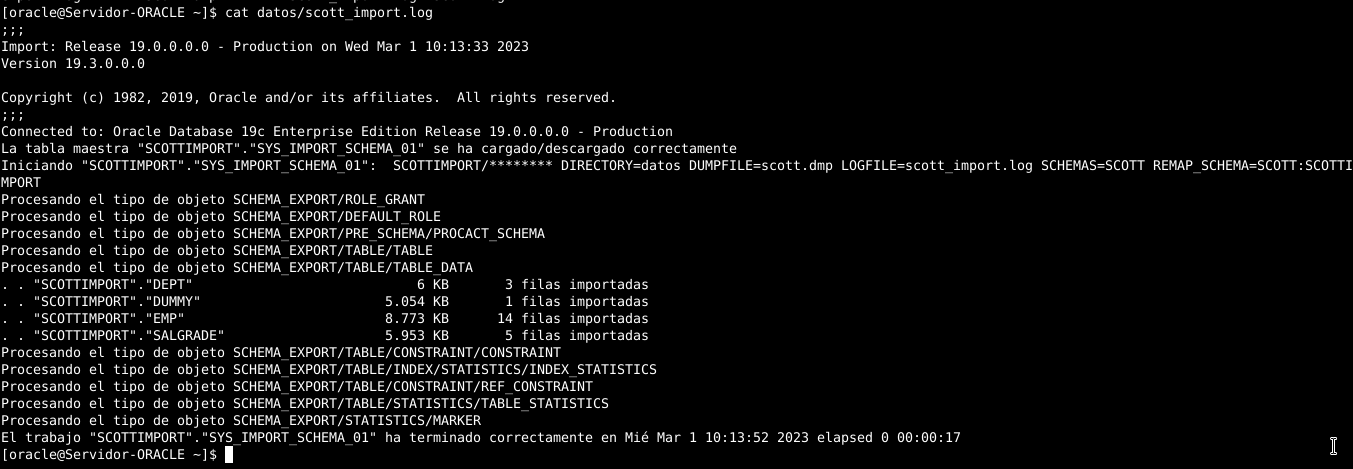 [oracle@Servidor-ORACLE ~]$ cat datos/scott_import.log
;;;
Import: Release 19.0.0.0.0 - Production on Wed Mar 1 10:13:33 2023
Version 19.3.0.0.0
Copyright (c) 1982, 2019, Oracle and/or its affiliates.  All rights reserved.
;;;
Connected to: Oracle Database 19c Enterprise Edition Release 19.0.0.0.0 - Production
La tabla maestra "SCOTTIMPORT"."SYS_IMPORT_SCHEMA_01" se ha cargado/descargado correctamente
Iniciando "SCOTTIMPORT"."SYS_IMPORT_SCHEMA_01":  SCOTTIMPORT/******** DIRECTORY=datos DUMPFILE=scott.dmp LOGFILE=scott_import.log SCHEMAS=SCOTT REMAP_SCHEMA=SCOTT:SCOTTI
MPORT
Procesando el tipo de objeto SCHEMA_EXPORT/ROLE_GRANT
Procesando el tipo de objeto SCHEMA_EXPORT/DEFAULT_ROLE
Procesando el tipo de objeto SCHEMA_EXPORT/PRE_SCHEMA/PROCACT_SCHEMA
Procesando el tipo de objeto SCHEMA_EXPORT/TABLE/TABLE
Procesando el tipo de objeto SCHEMA_EXPORT/TABLE/TABLE_DATA
. . "SCOTTIMPORT"."DEPT"                            6 KB       3 filas importadas
. . "SCOTTIMPORT"."DUMMY"                       5.054 KB       1 filas importadas
. . "SCOTTIMPORT"."EMP"                         8.773 KB      14 filas importadas
. . "SCOTTIMPORT"."SALGRADE"                    5.953 KB       5 filas importadas
Procesando el tipo de objeto SCHEMA_EXPORT/TABLE/CONSTRAINT/CONSTRAINT
Procesando el tipo de objeto SCHEMA_EXPORT/TABLE/INDEX/STATISTICS/INDEX_STATISTICS
Procesando el tipo de objeto SCHEMA_EXPORT/TABLE/CONSTRAINT/REF_CONSTRAINT
Procesando el tipo de objeto SCHEMA_EXPORT/TABLE/STATISTICS/TABLE_STATISTICS
Procesando el tipo de objeto SCHEMA_EXPORT/STATISTICS/MARKER
El trabajo "SCOTTIMPORT"."SYS_IMPORT_SCHEMA_01" ha terminado correctamente en Mié Mar 1 10:13:52 2023 elapsed 0 00:00:17
[oracle@Servidor-ORACLE ~]$